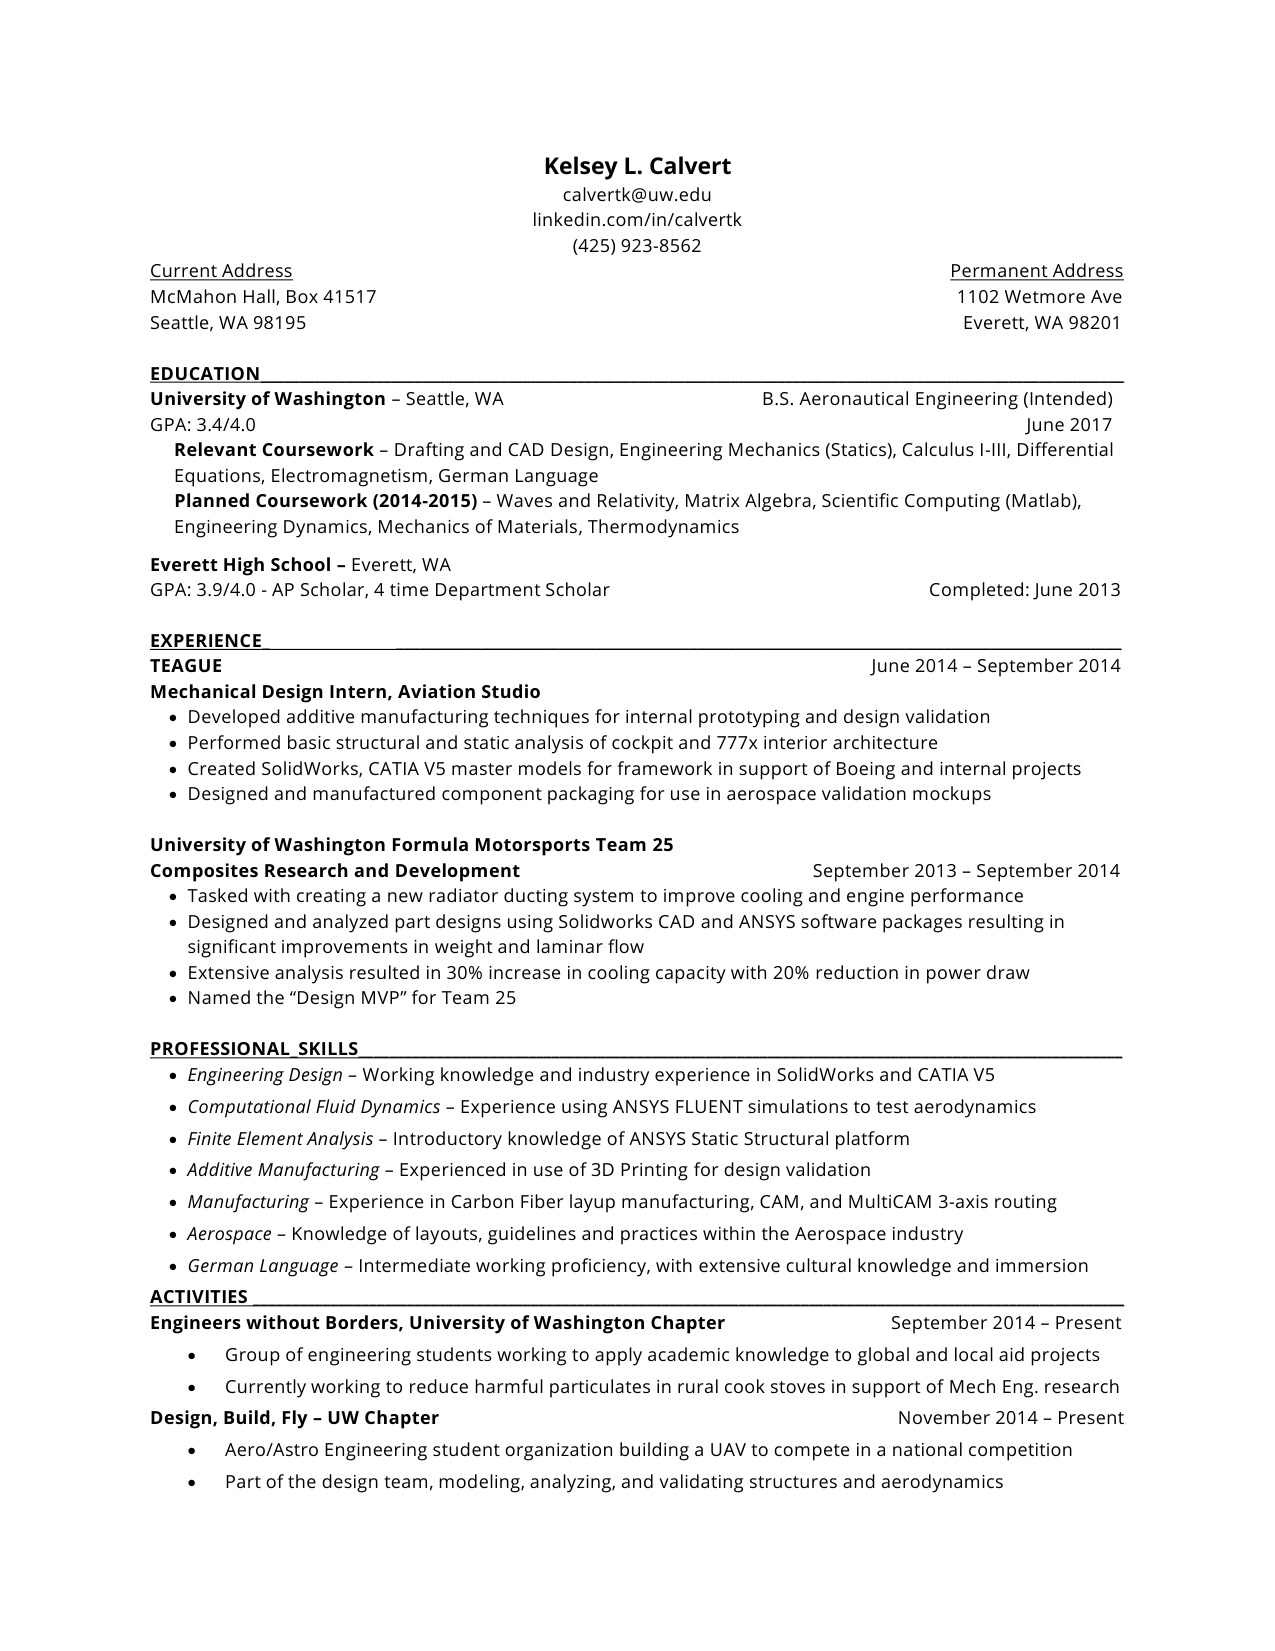 Kelsey L. Calvert
calvertk@uw.edu
linkedin.com/in/calvertk
(425) 923-8562
Current Address Permanent Address
McMahon Hall, Box 41517 1102 Wetmore Ave
Seattle, WA 98195 Everett, WA 98201
EDUCATION
University of Washington – Seattle, WA B.S. Aeronautical Engineering (Intended)
GPA: 3.4/4.0 June 2017
Relevant Coursework – Drafting and CAD Design, Engineering Mechanics (Statics), Calculus I-III, Differential
Equations, Electromagnetism, German Language
Planned Coursework (2014-2015) – Waves and Relativity, Matrix Algebra, Scientific Computing (Matlab),
Engineering Dynamics, Mechanics of Materials, Thermodynamics
Everett High School – Everett, WA
GPA: 3.9/4.0 - AP Scholar, 4 time Department Scholar Completed: June 2013
EXPERIENCE
TEAGUE June 2014 – September 2014
Mechanical Design Intern, Aviation Studio
• Developed additive manufacturing techniques for internal prototyping and design validation
• Performed basic structural and static analysis of cockpit and 777x interior architecture
• Created SolidWorks, CATIA V5 master models for framework in support of Boeing and internal projects
• Designed and manufactured component packaging for use in aerospace validation mockups
University of Washington Formula Motorsports Team 25
Composites Research and Development September 2013 – September 2014
• Tasked with creating a new radiator ducting system to improve cooling and engine performance
• Designed and analyzed part designs using Solidworks CAD and ANSYS software packages resulting in
significant improvements in weight and laminar flow
• Extensive analysis resulted in 30% increase in cooling capacity with 20% reduction in power draw
• Named the “Design MVP” for Team 25
PROFESSIONAL_SKILLS
• Engineering Design – Working knowledge and industry experience in SolidWorks and CATIA V5
• Computational Fluid Dynamics – Experience using ANSYS FLUENT simulations to test aerodynamics
• Finite Element Analysis – Introductory knowledge of ANSYS Static Structural platform
• Additive Manufacturing – Experienced in use of 3D Printing for design validation
• Manufacturing – Experience in Carbon Fiber layup manufacturing, CAM, and MultiCAM 3-axis routing
• Aerospace – Knowledge of layouts, guidelines and practices within the Aerospace industry
• German Language – Intermediate working proficiency, with extensive cultural knowledge and immersion
ACTIVITIES
Engineers without Borders, University of Washington Chapter September 2014 – Present
• Group of engineering students working to apply academic knowledge to global and local aid projects
• Currently working to reduce harmful particulates in rural cook stoves in support of Mech Eng. research
Design, Build, Fly – UW Chapter November 2014 – Present
• Aero/Astro Engineering student organization building a UAV to compete in a national competition
• Part of the design team, modeling, analyzing, and validating structures and aerodynamics